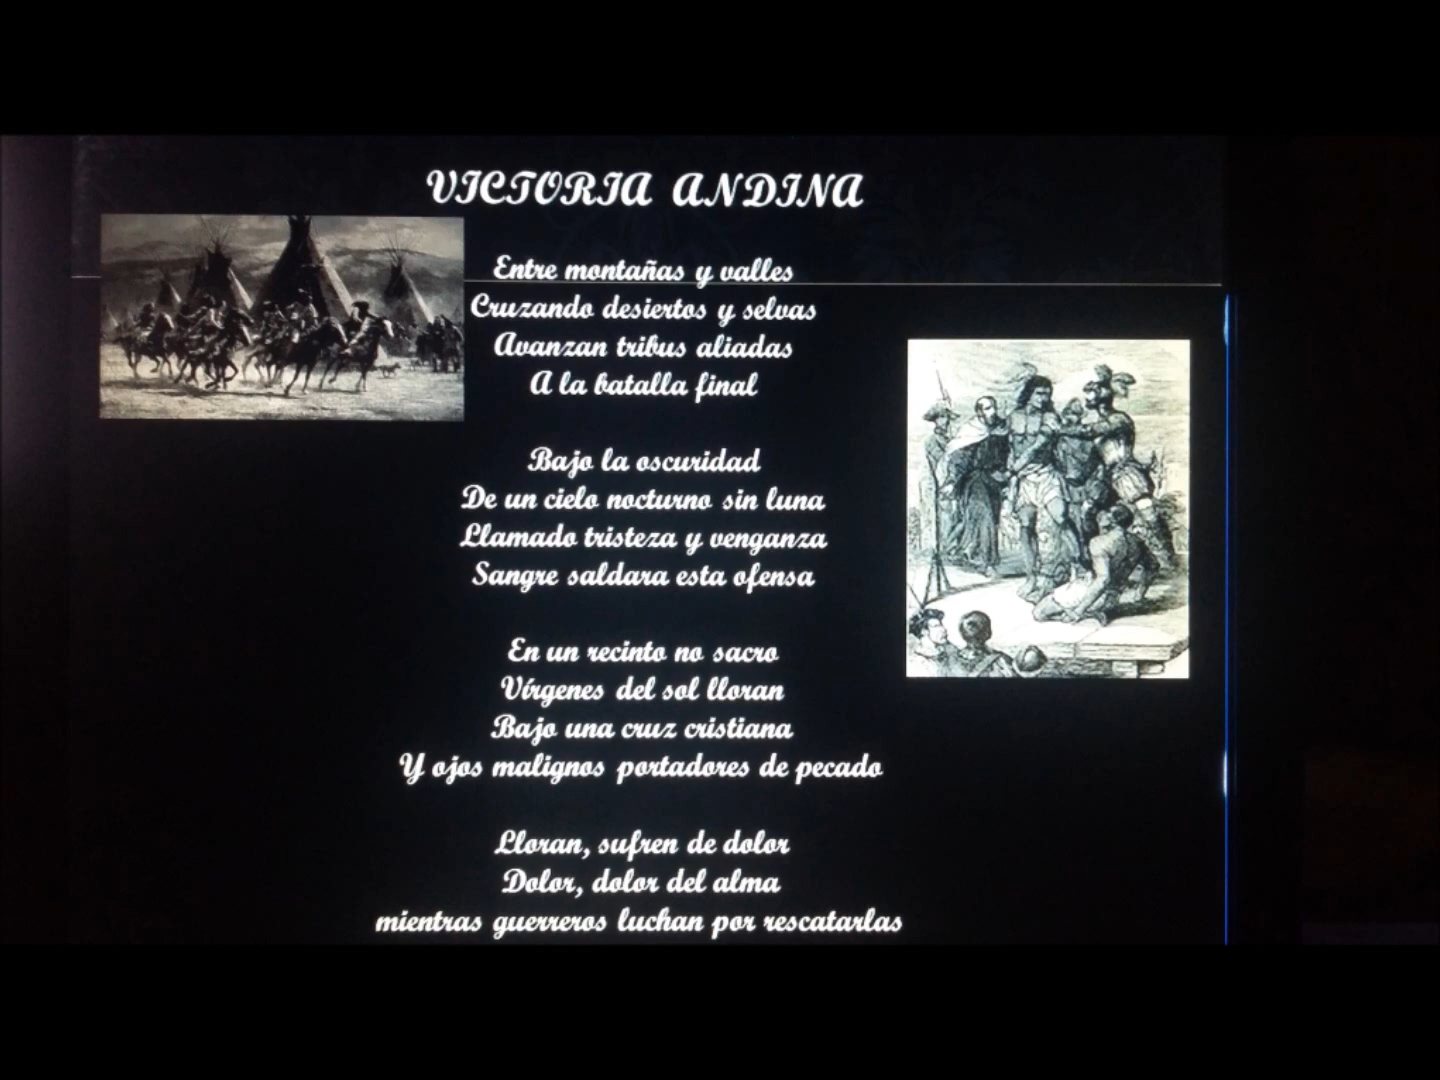 VICTORIA ANDINA
Entre montañas y valles
Cruzando desiertos y selvas
Avanzan tribus aliadas
A la batalla final
Bajo la oscuridad
De un cielo nocturno sin luna
Llamado tristeza y venganza
Sangre saldara esta ofensa
En un recinto no sacro
Vírgenes del sol lloran
Bajo una cruz cristiana
Y ojos malignos portadores de pecado
Lloran, sufren de dolor
Dolor, dolor del alma
mientras guerreros luchan por rescatarlas